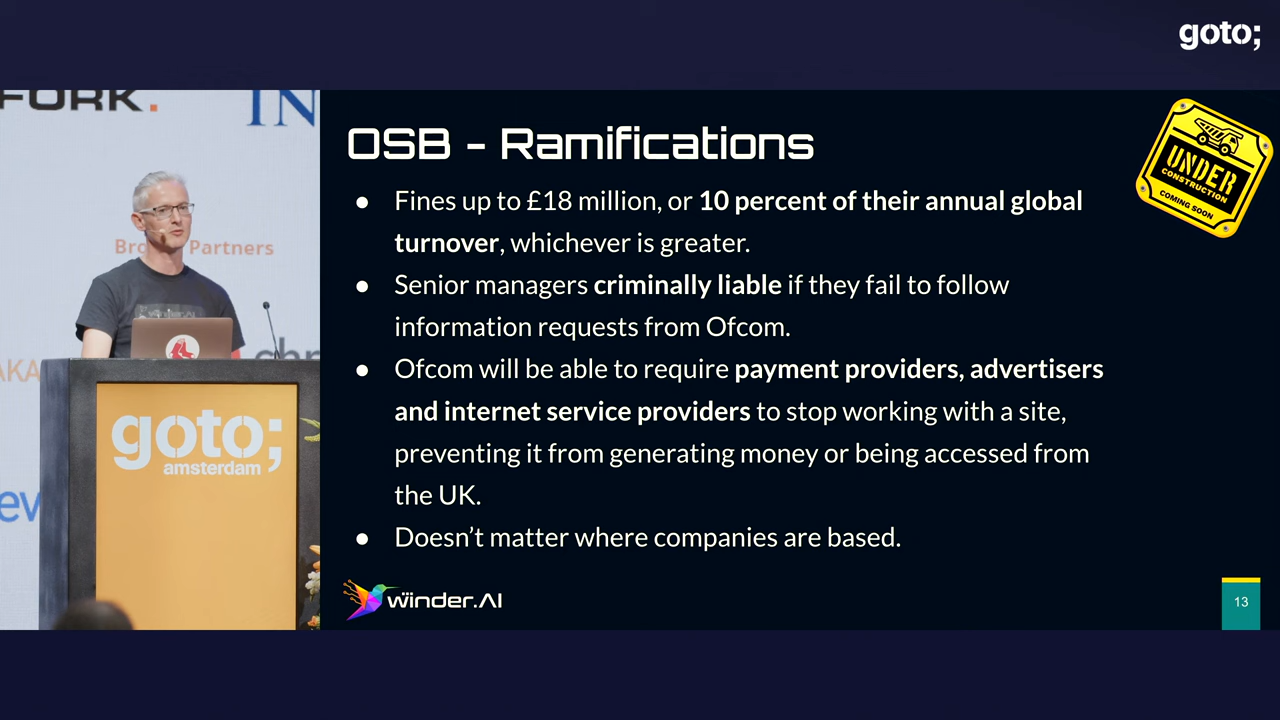 goto;
FORK.
IN
Partners
goto;
amsterdam
OSB - Ramifications
UNDER
CONSTRUCTION
COMING SOON
● Fines up to £18 million, or 10 percent of their annual global
turnover, whichever is greater.
● Senior managers criminally liable if they fail to follow
information requests from Ofcom.
● Ofcom will be able to require payment providers, advertisers
and internet service providers to stop working with a site,
preventing it from generating money or being accessed from
the UK.
● Doesn’t matter where companies are based.
winder.AI
13